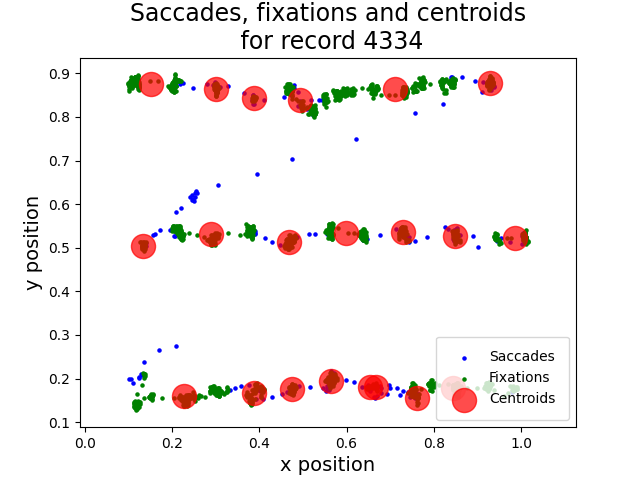 Saccades, fixations and centroids
for record 4334
0.9
0.8
0.7
0.6
0.5
0.4
0.3
0.2
0.1
y position
Saccades
Fixations
Centroids
0.0 0.2 0.4 0.6 0.8 1.0
x position